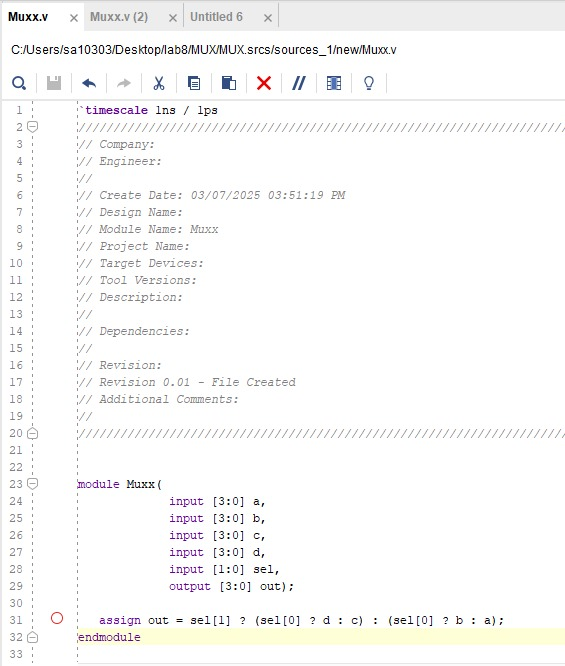 Muxx.v × Muxx.v (2) × Untitled 6 ×
C:/Users/sa10303/Desktop/lab8/MUX/MUX.srcs/sources_1/new/Muxx.v
1 `timescale 1ns / 1ps
2 //////////////////////////////////////////////////////////////////////
3 // Company:
4 // Engineer:
5 //
6 // Create Date: 03/07/2025 03:51:19 PM
7 // Design Name:
8 // Module Name: Muxx
9 // Project Name:
10 // Target Devices:
11 // Tool Versions:
12 // Description:
13 //
14 // Dependencies:
15 //
16 // Revision:
17 // Revision 0.01 - File Created
18 // Additional Comments:
19 //
20 //////////////////////////////////////////////////////////////////////
21
22
23 module Muxx(
24 input [3:0] a,
25 input [3:0] b,
26 input [3:0] c,
27 input [3:0] d,
28 input [1:0] sel,
29 output [3:0] out);
30
31 assign out = sel[1] ? (sel[0] ? d : c) : (sel[0] ? b : a);
32 endmodule
33